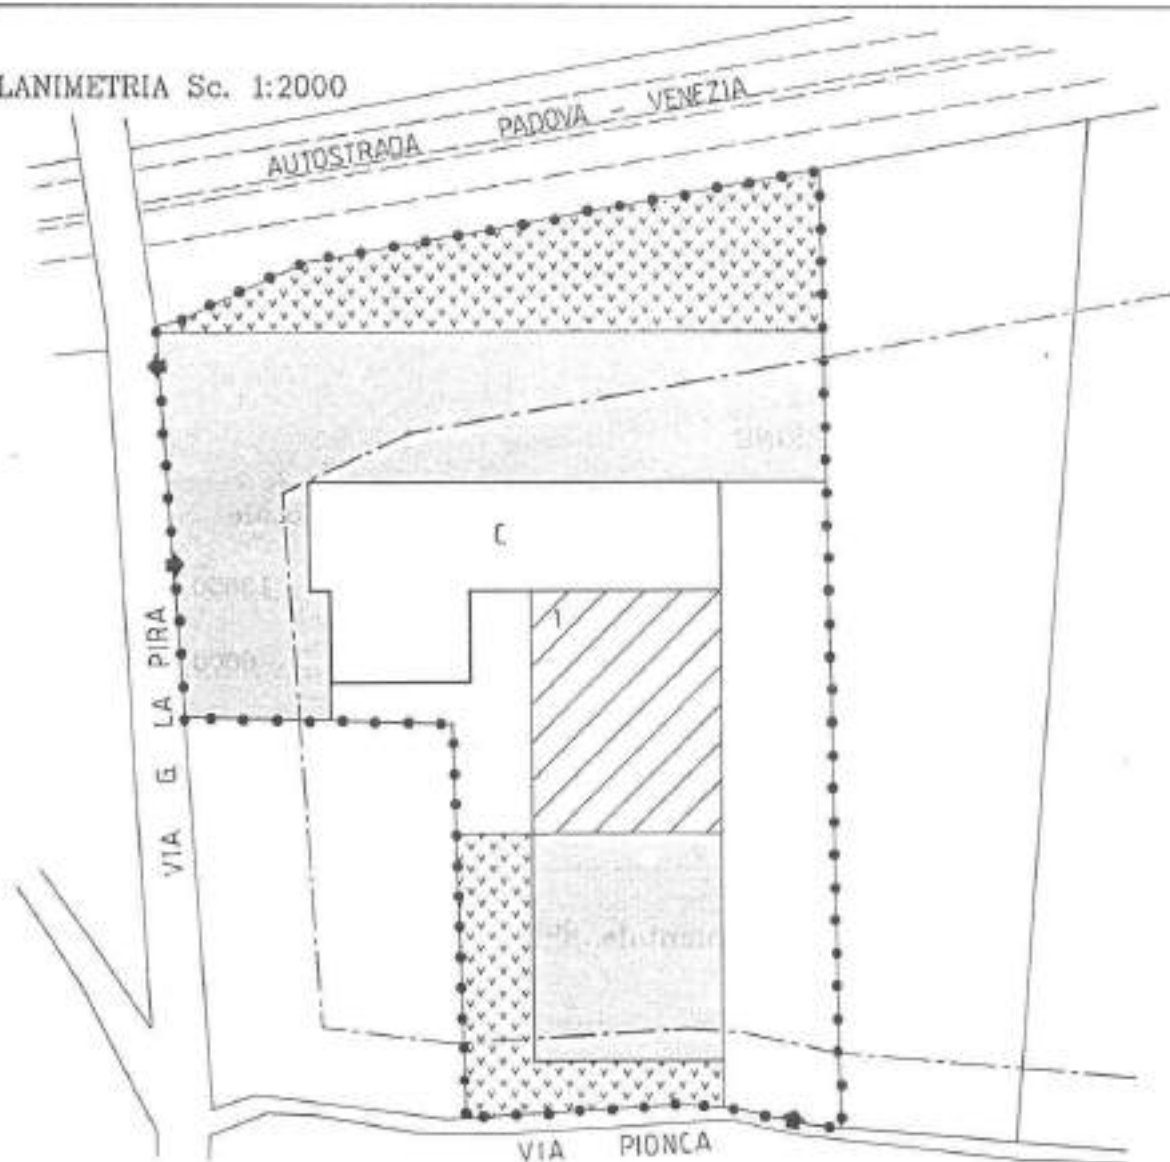 LANIMETRIA Sc. 1:2000
AUTOSTRADA PADOVA - VENEZIA
C
1
VIA G LA PIRA
VIA PIONCA